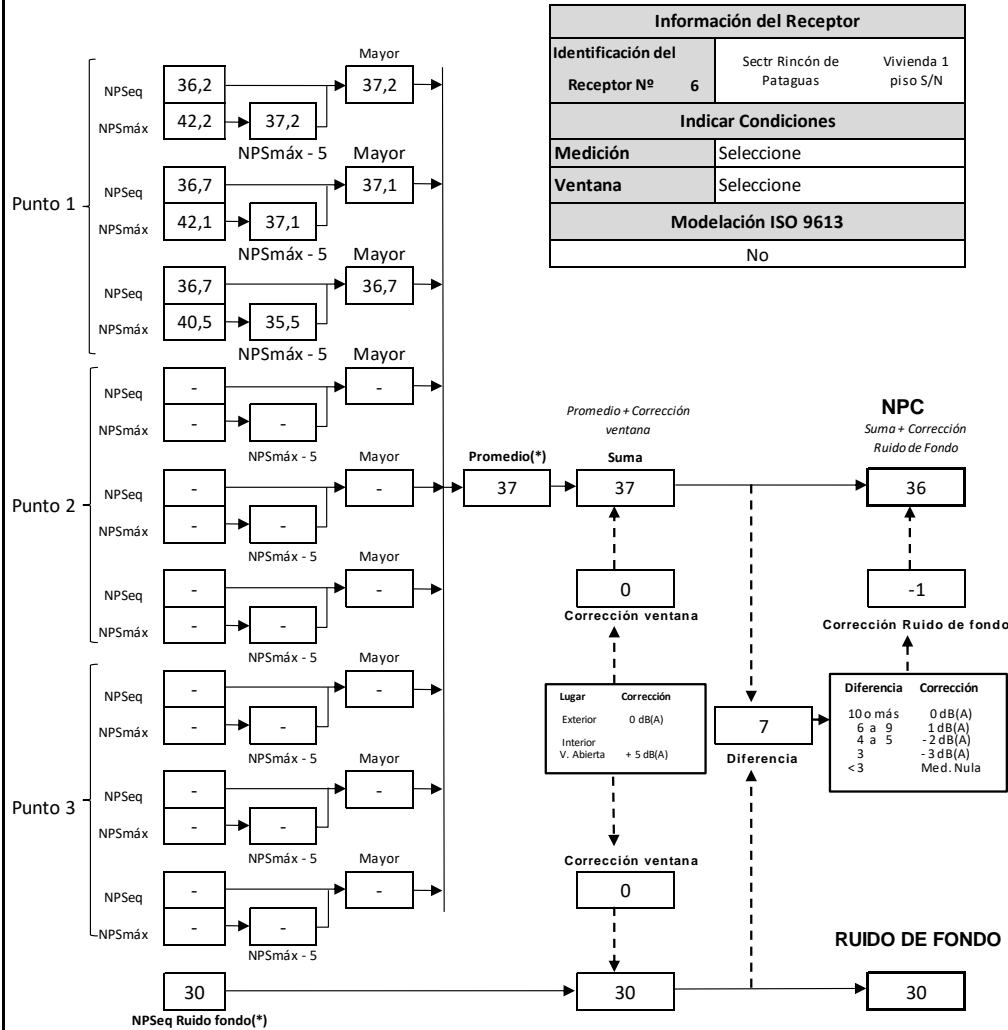 Información del Receptor
Identificación del
Receptor Nº 6
Sectr Rincón de
Pataguas
Vivienda 1
piso S/N
Indicar Condiciones
Medición Seleccione
Ventana Seleccione
Modelación ISO 9613
No
Punto 1
Mayor
NPSeq 36,2 37,2
NPSmáx 42,2 37,2
NPSmáx - 5 Mayor
NPSeq 36,7 37,1
NPSmáx 42,1 37,1
NPSmáx - 5 Mayor
NPSeq 36,7 36,7
NPSmáx 40,5 35,5
NPSmáx - 5 Mayor
Punto 2
NPSeq - -
NPSmáx - -
NPSmáx - 5 Mayor
NPSeq - -
NPSmáx - -
NPSmáx - 5 Mayor
NPSeq - -
NPSmáx - -
NPSmáx - 5 Mayor
Punto 3
NPSeq - -
NPSmáx - -
NPSmáx - 5 Mayor
NPSeq - -
NPSmáx - -
NPSmáx - 5 Mayor
NPSeq - -
NPSmáx - -
NPSmáx - 5
Promedio(*)
37
Promedio + Corrección
ventana
Suma
37
0
Corrección ventana
Lugar Corrección
Exterior 0 dB(A)
Interior
V. Abierta + 5 dB(A)
Corrección ventana
0
7
Diferencia
NPC
Suma + Corrección
Ruido de Fondo
36
-1
Corrección Ruido de fondo
Diferencia Corrección
10 o más 0 dB(A)
6 a 9 1 dB(A)
4 a 5 - 2 dB(A)
3 - 3 dB(A)
< 3 Med. Nula
RUIDO DE FONDO
30 30 30
NPSeq Ruido fondo(*)